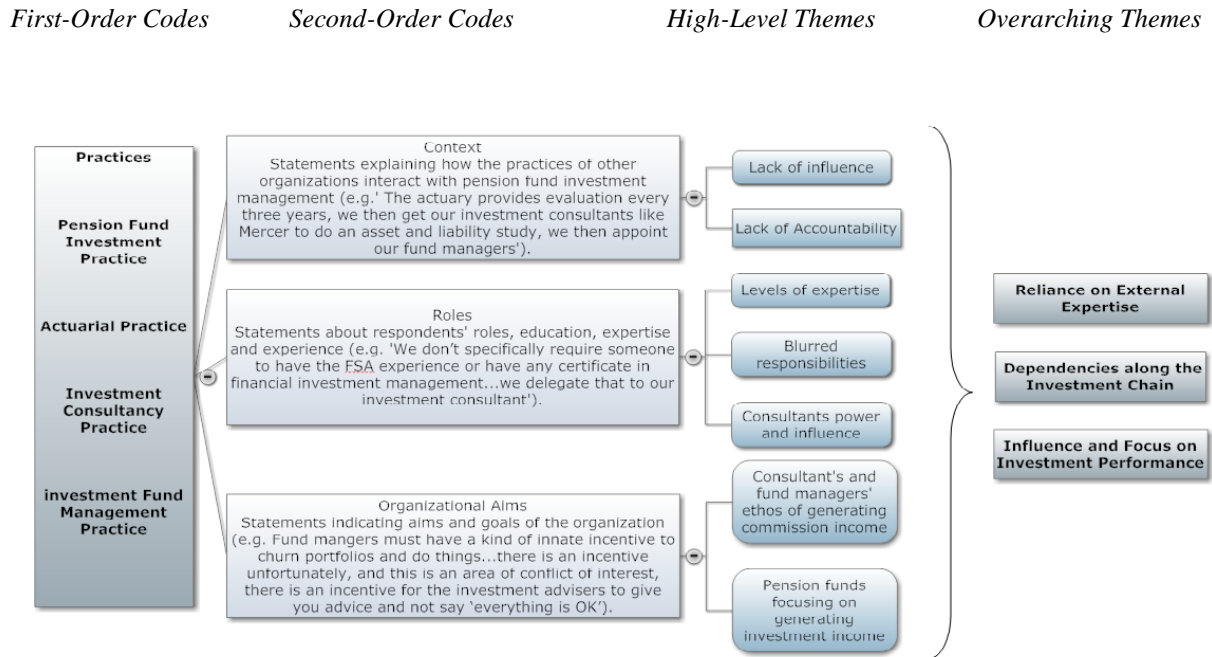 First-Order Codes
Second-Order Codes
High-Level Themes
Overarching Themes
Practices
Pension Fund
Investment
Practice
Actuarial Practice
Investment
Consultancy
Practice
investment Fund
Management
Practice
Context
Statements explaining how the practices of other
organizations interact with pension fund investment
management (e.g.' The actuary provides evaluation every
three years, we then get our investment consultants like
Mercer to do an asset and liability study, we then appoint
our fund managers').
Roles
Statements about respondents' roles, education, expertise
and experience (e.g. 'We don't specifically require someone
to have the FSA experience or have any certificate in
financial investment management...we delegate that to our
investment consultant').
Organizational Aims
Statements indicating aims and goals of the organization
(e.g. Fund mangers must have a kind of innate incentive to
churn portfolios and do things...there is an incentive
unfortunately, and this is an area of conflict of interest,
there is an incentive for the investment advisers to give
you advice and not say 'everything is OK').
Lack of influence
Lack of Accountability
Levels of expertise
Blurred
responsibilities
Consultants power
and influence
Consultant's and
fund managers'
ethos of generating
commission income
Pension funds
focusing on
generating
investment income
Reliance on External
Expertise
Dependencies along the
Investment Chain
Influence and Focus on
Investment Performance